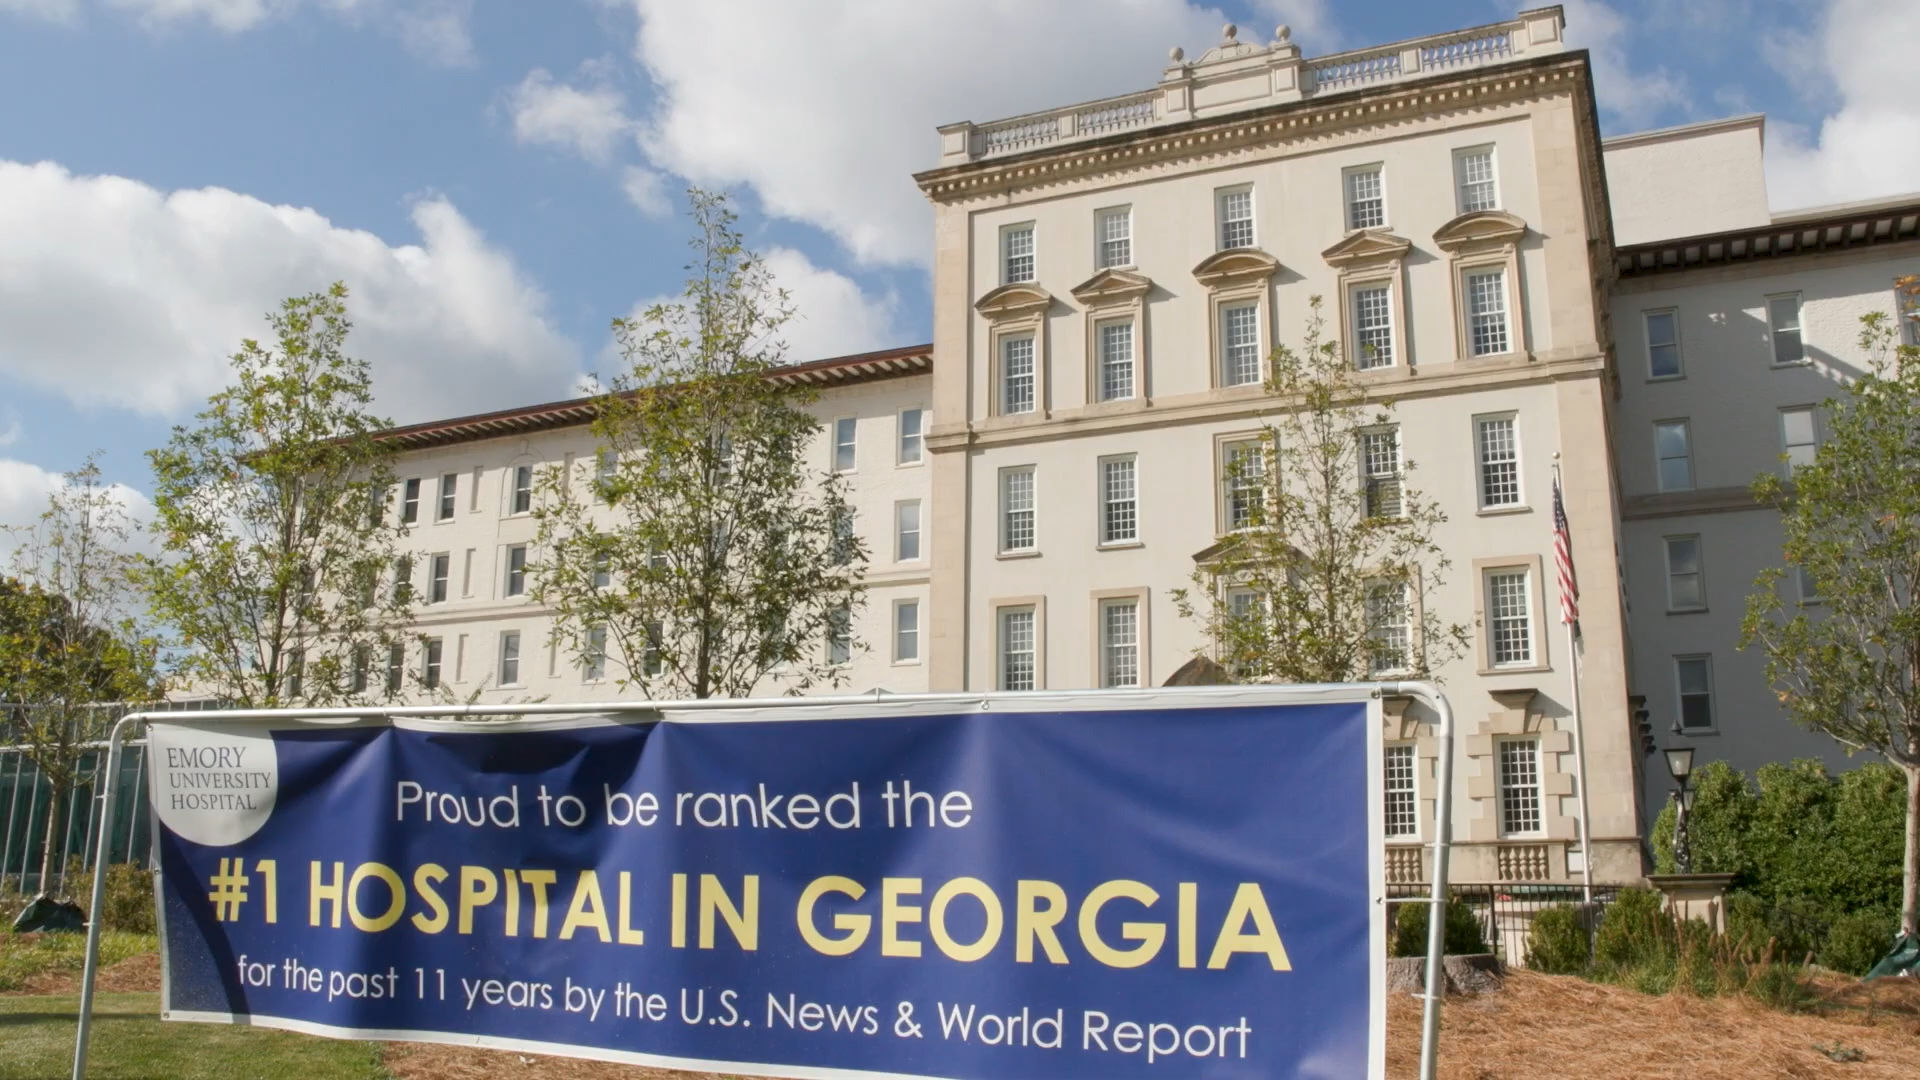 EMORY
UNIVERSITY
HOSPITAL
Proud to be ranked the
#1 HOSPITAL IN GEORGIA
for the past 11 years by the U.S. News & World Report